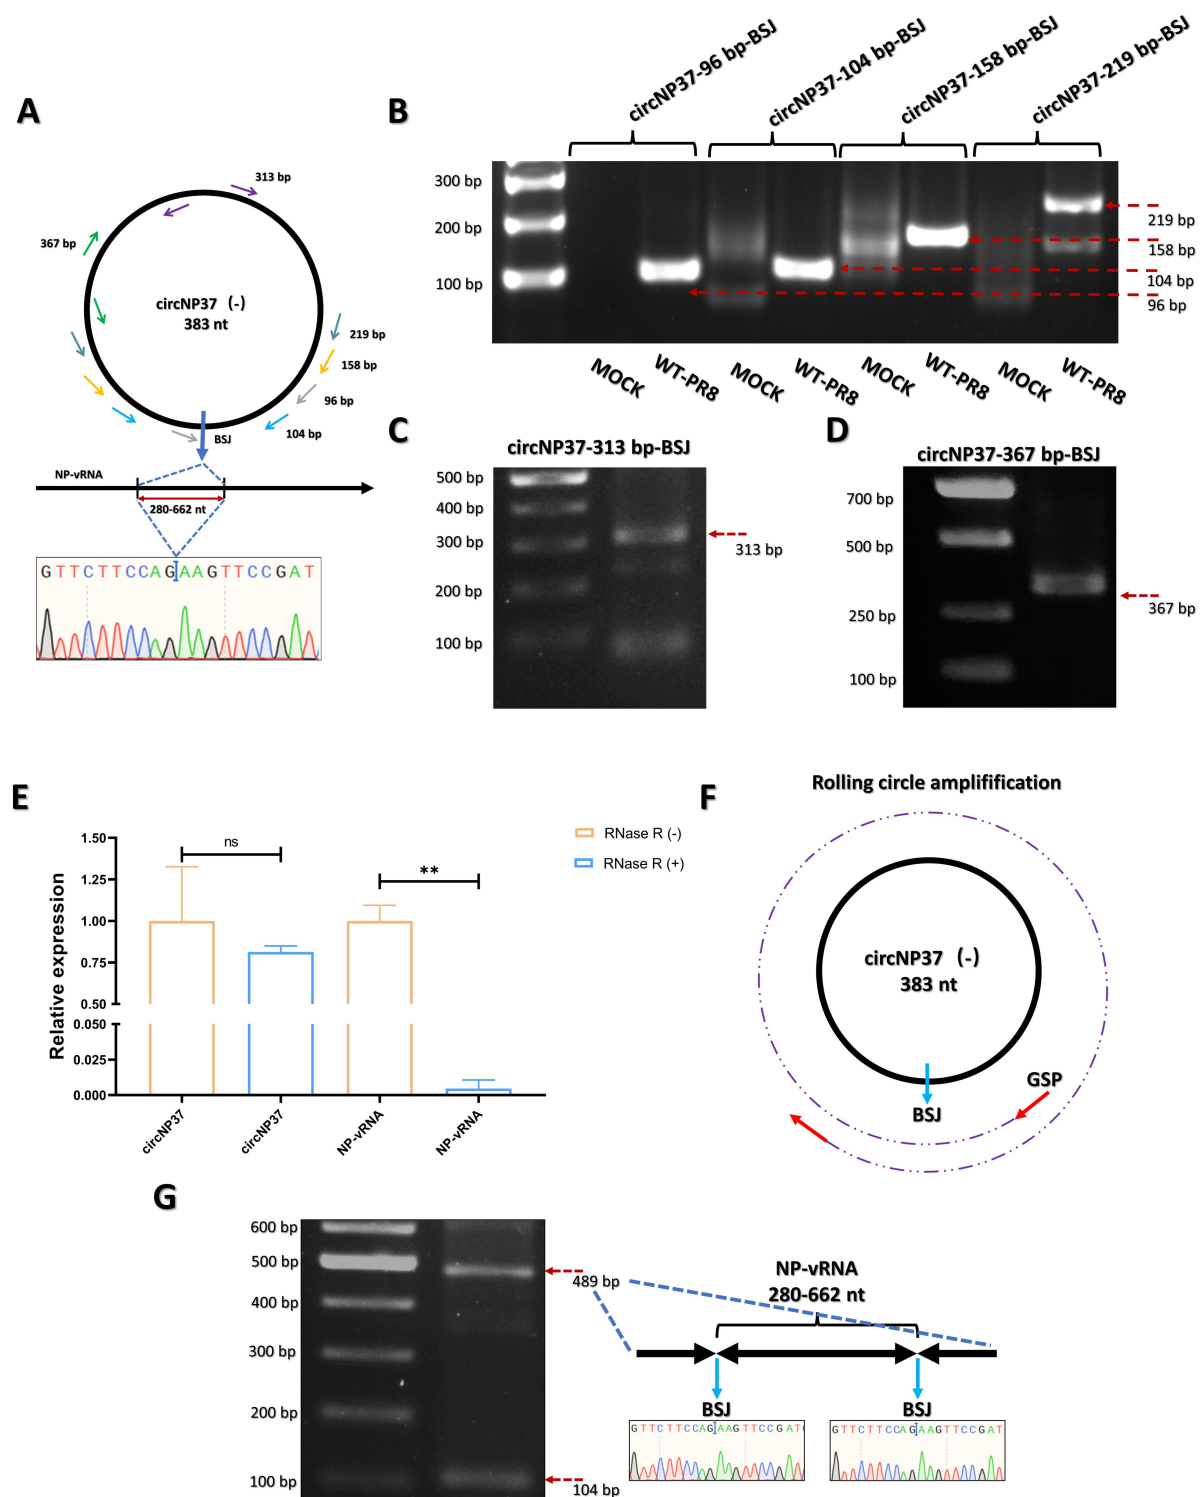 A
313 bp
367 bp
circNP37 (-)
383 nt
219 bp
158 bp
96 bp
104 bp
BSJ
NP-vRNA
280-662 nt
GTTCTTCCAGAAGTTCCGAT
B
circNP37-96 bp-BSJ
circNP37-104 bp-BSJ
circNP37-158 bp-BSJ
circNP37-219 bp-BSJ
300 bp
200 bp
100 bp
219 bp
158 bp
104 bp
96 bp
MOCK
WT-PR8
MOCK
WT-PR8
MOCK
WT-PR8
MOCK
WT-PR8
C
circNP37-313 bp-BSJ
500 bp
400 bp
300 bp
200 bp
100 bp
313 bp
D
circNP37-367 bp-BSJ
700 bp
500 bp
250 bp
100 bp
367 bp
E
Relative expression
1.50
1.25
1.00
0.75
0.50
0.050
0.025
0.000
ns
**
RNase R (-)
RNase R (+)
circNP37
circNP37
NP-vRNA
NP-vRNA
F
Rolling circle amplifification
circNP37 (-)
383 nt
GSP
BSJ
G
600 bp
500 bp
400 bp
300 bp
200 bp
100 bp
489 bp
104 bp
NP-vRNA
280-662 nt
BSJ
BSJ
GTTCTTCCAGAAGTTCCGAT
GTTCTTCCAGAAGTTCCGAT